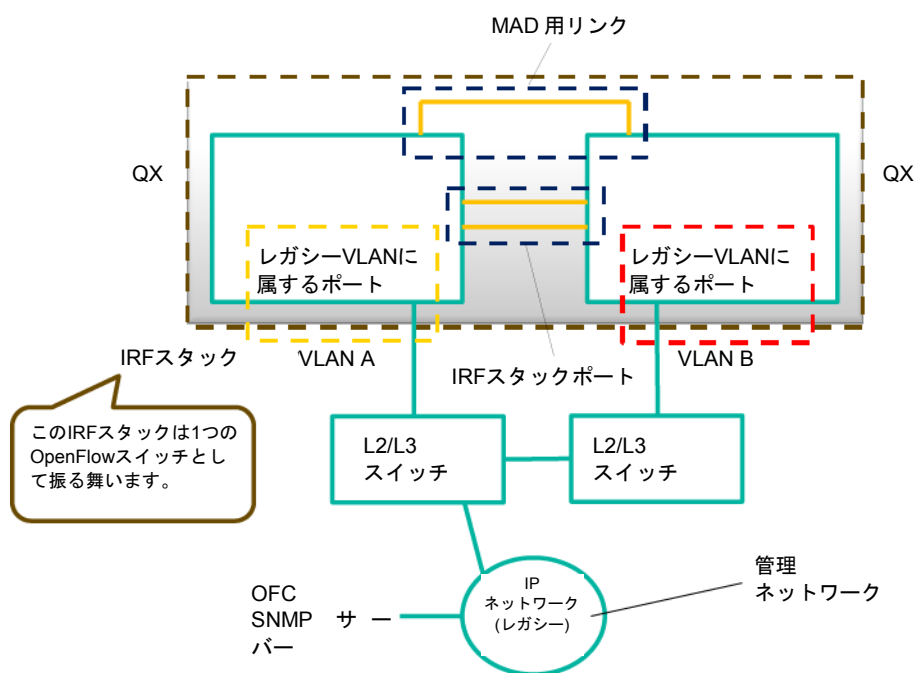 MAD 用リンク
QX
QX
レガシーVLANに
属するポート
レガシーVLANに
属するポート
IRFスタック
VLAN A
VLAN B
IRFスタックポート
このIRFスタックは1つの
OpenFlowスイッチとし
て振る舞います。
L2/L3
スイッチ
L2/L3
スイッチ
IP
ネットワーク
(レガシー)
管理
ネットワーク
OFC
SNMP サー
バー